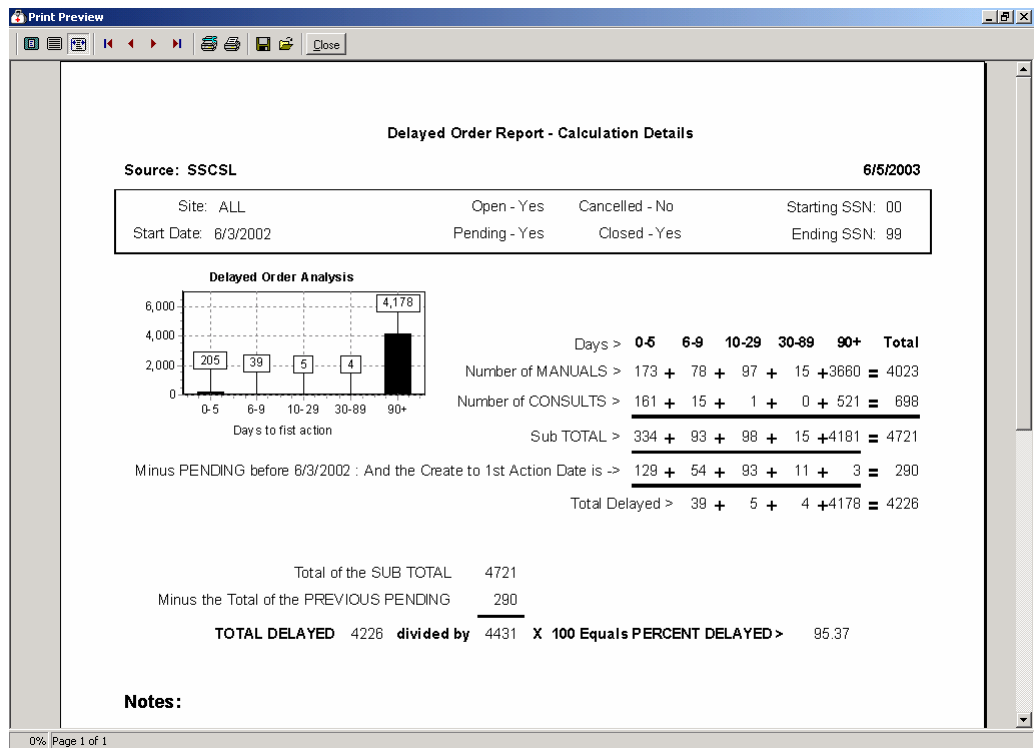 Print Preview
Close
Delayed Order Report - Calculation Details
Source: SSCSL 6/5/2003
Site: ALL Open - Yes Cancelled - No Starting SSN: 00
Start Date: 6/3/2002 Pending - Yes Closed - Yes Ending SSN: 99
Delayed Order Analysis
6,000
4,000
2,000
0
205
39
5
4
4,178
0-5 6-9 10-29 30-89 90+
Days to fist action
Days > 0-5 6-9 10-29 30-89 90+ Total
Number of MANUALS > 173 + 78 + 97 + 15 +3660 = 4023
Number of CONSULTS > 161 + 15 + 1 + 0 + 521 = 698
Sub TOTAL > 334 + 93 + 98 + 15 +4181 = 4721
Minus PENDING before 6/3/2002 : And the Create to 1st Action Date is -> 129 + 54 + 93 + 11 + 3 = 290
Total Delayed > 39 + 5 + 4 +4178 = 4226
Total of the SUB TOTAL 4721
Minus the Total of the PREVIOUS PENDING 290
TOTAL DELAYED 4226 divided by 4431 X 100 Equals PERCENT DELAYED > 95.37
Notes:
0% Page 1 of 1